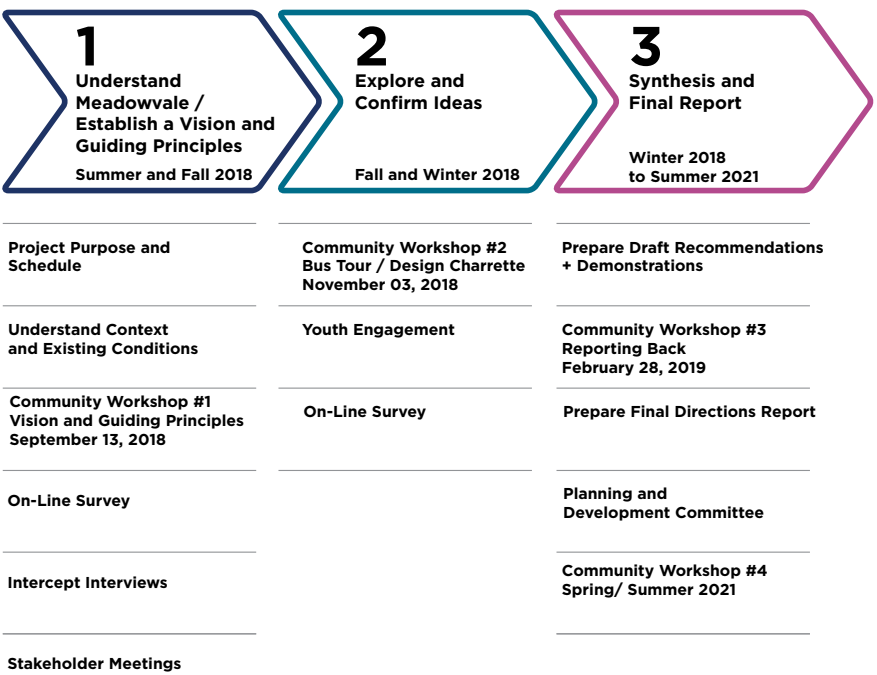 1
Understand
Meadowvale /
Establish a Vision and
Guiding Principles
Summer and Fall 2018
2
Explore and
Confirm Ideas
Fall and Winter 2018
3
Synthesis and
Final Report
Winter 2018
to Summer 2021
Project Purpose and
Schedule
Understand Context
and Existing Conditions
Community Workshop #1
Vision and Guiding Principles
September 13, 2018
On-Line Survey
Intercept Interviews
Stakeholder Meetings
Community Workshop #2
Bus Tour / Design Charrette
November 03, 2018
Youth Engagement
On-Line Survey
Prepare Draft Recommendations
+ Demonstrations
Community Workshop #3
Reporting Back
February 28, 2019
Prepare Final Directions Report
Planning and
Development Committee
Community Workshop #4
Spring/ Summer 2021